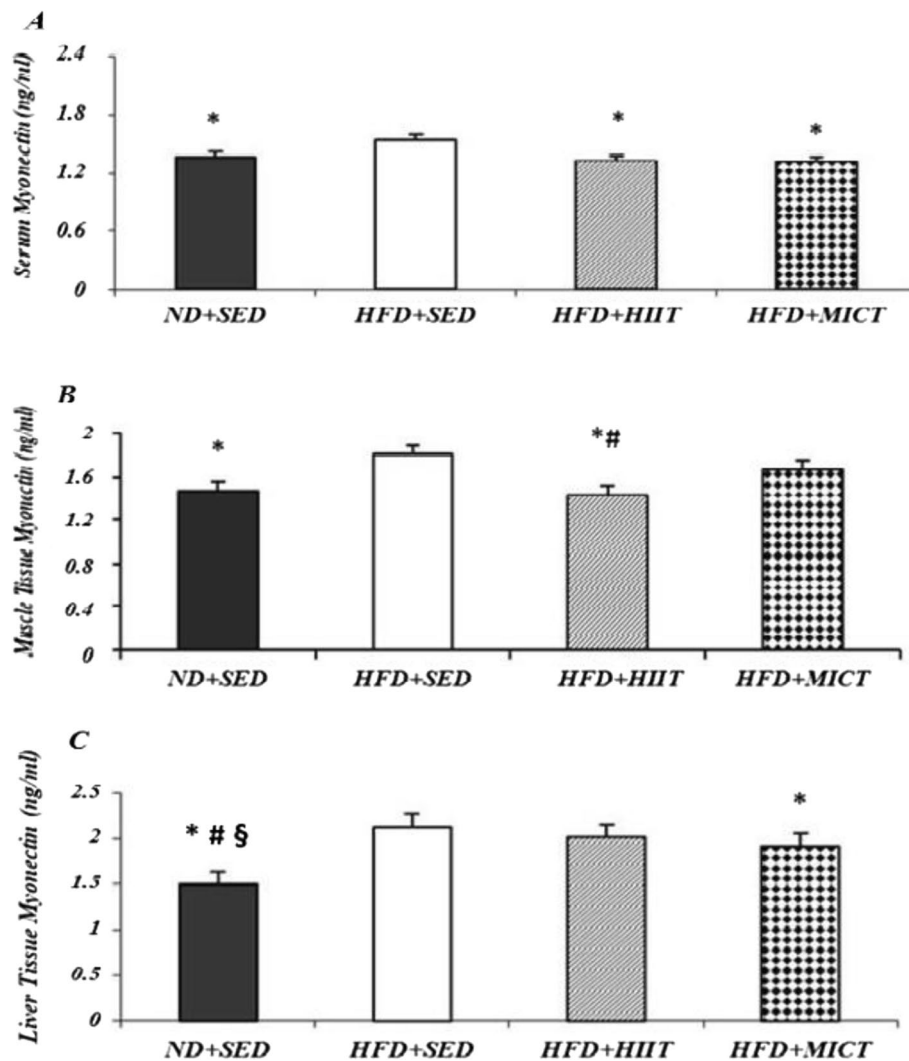 A
Serum Myonectin (ng/ml)
2.4
1.8
1.2
0.6
0
*
*
*
ND+SED HFD+SED HFD+HIIT HFD+MICT
B
Muscle Tissue Myonectin (ng/ml)
2
1.6
1.2
0.8
0.4
0
*
*#
ND+SED HFD+SED HFD+HIIT HFD+MICT
C
Liver Tissue Myonectin (ng/ml)
2.5
2
1.5
1
0.5
0
* # §
*
ND+SED HFD+SED HFD+HIIT HFD+MICT